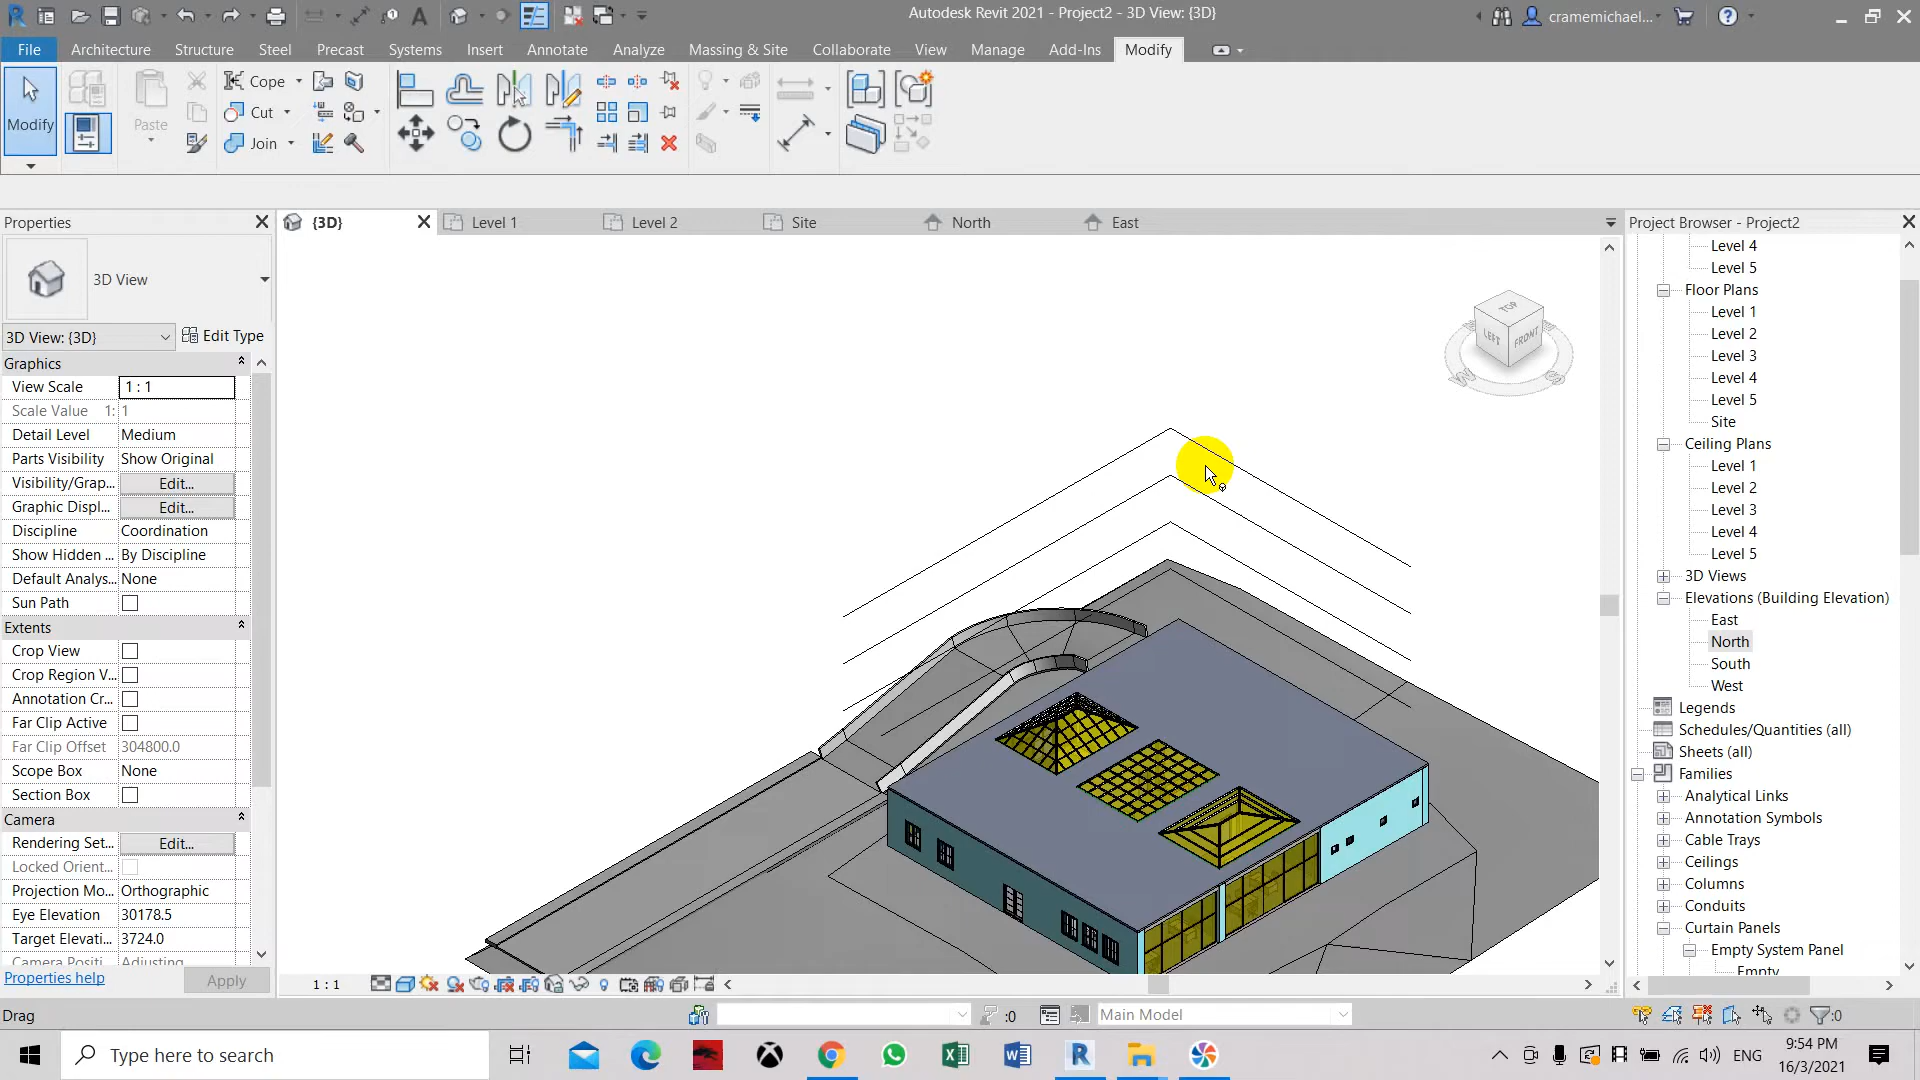 Autodesk Revit 2021 - Project2 - 3D View: {3D}
cramemichael...
File Architecture Structure Steel Precast Systems Insert Annotate Analyze Massing & Site Collaborate View Manage Add-Ins Modify
Modify
Paste
Cope
Cut
Join
Properties
{3D}
Level 1
Level 2
Site
North
East
Project Browser - Project2
3D View
3D View: {3D}
Edit Type
Graphics
View Scale 1 : 1
Scale Value 1: 1
Detail Level Medium
Parts Visibility Show Original
Visibility/Grap... Edit...
Graphic Displ... Edit...
Discipline Coordination
Show Hidden ... By Discipline
Default Analys... None
Sun Path
Extents
Crop View
Crop Region V...
Annotation Cr...
Far Clip Active
Far Clip Offset 304800.0
Scope Box None
Section Box
Camera
Rendering Set... Edit...
Locked Orient...
Projection Mo... Orthographic
Eye Elevation 30178.5
Target Elevati... 3724.0
Camera Positi... Adjusting
Properties help
Apply
TOP
LEFT
FRONT
W
S
Level 4
Level 5
Floor Plans
Level 1
Level 2
Level 3
Level 4
Level 5
Site
Ceiling Plans
Level 1
Level 2
Level 3
Level 4
Level 5
3D Views
Elevations (Building Elevation)
East
North
South
West
Legends
Schedules/Quantities (all)
Sheets (all)
Families
Analytical Links
Annotation Symbols
Cable Trays
Ceilings
Columns
Conduits
Curtain Panels
Empty System Panel
Empty
1 : 1
Drag
:0
Main Model
:0
Type here to search
ENG
9:54 PM
16/3/2021